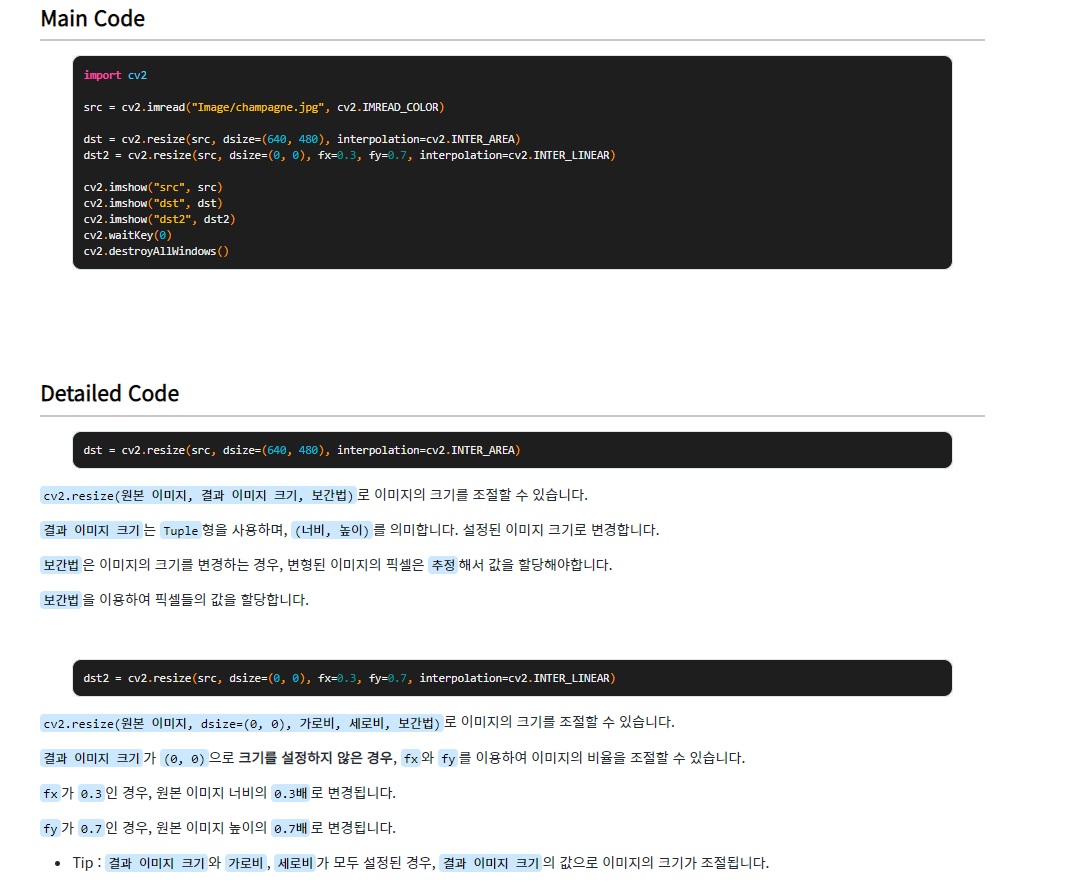 Main Code
import cv2
src = cv2.imread("Image/champagne.jpg", cv2.IMREAD_COLOR)
dst = cv2.resize(src, dsize=(640, 480), interpolation=cv2.INTER_AREA)
dst2 = cv2.resize(src, dsize=(0, 0), fx=0.3, fy=0.7, interpolation=cv2.INTER_LINEAR)
cv2.imshow("src", src)
cv2.imshow("dst", dst)
cv2.imshow("dst2", dst2)
cv2.waitKey(0)
cv2.destroyAllWindows()
Detailed Code
dst = cv2.resize(src, dsize=(640, 480), interpolation=cv2.INTER_AREA)
cv2.resize(원본 이미지, 결과 이미지 크기, 보간법)로 이미지의 크기를 조절할 수 있습니다.
결과 이미지 크기는 Tuple형을 사용하며, (너비, 높이)를 의미합니다. 설정된 이미지 크기로 변경합니다.
보간법은 이미지의 크기를 변경하는 경우, 변형된 이미지의 픽셀은 추정해서 값을 할당해야합니다.
보간법을 이용하여 픽셀들의 값을 할당합니다.
dst2 = cv2.resize(src, dsize=(0, 0), fx=0.3, fy=0.7, interpolation=cv2.INTER_LINEAR)
cv2.resize(원본 이미지, dsize=(0, 0), 가로비, 세로비, 보간법)로 이미지의 크기를 조절할 수 있습니다.
결과 이미지 크기가 (0, 0)으로 크기를 설정하지 않은 경우, fx와 fy를 이용하여 이미지의 비율을 조절할 수 있습니다.
fx가 0.3인 경우, 원본 이미지 너비의 0.3배로 변경됩니다.
fy가 0.7인 경우, 원본 이미지 높이의 0.7배로 변경됩니다.
• Tip : 결과 이미지 크기와 가로비, 세로비가 모두 설정된 경우, 결과 이미지 크기의 값으로 이미지의 크기가 조절됩니다.